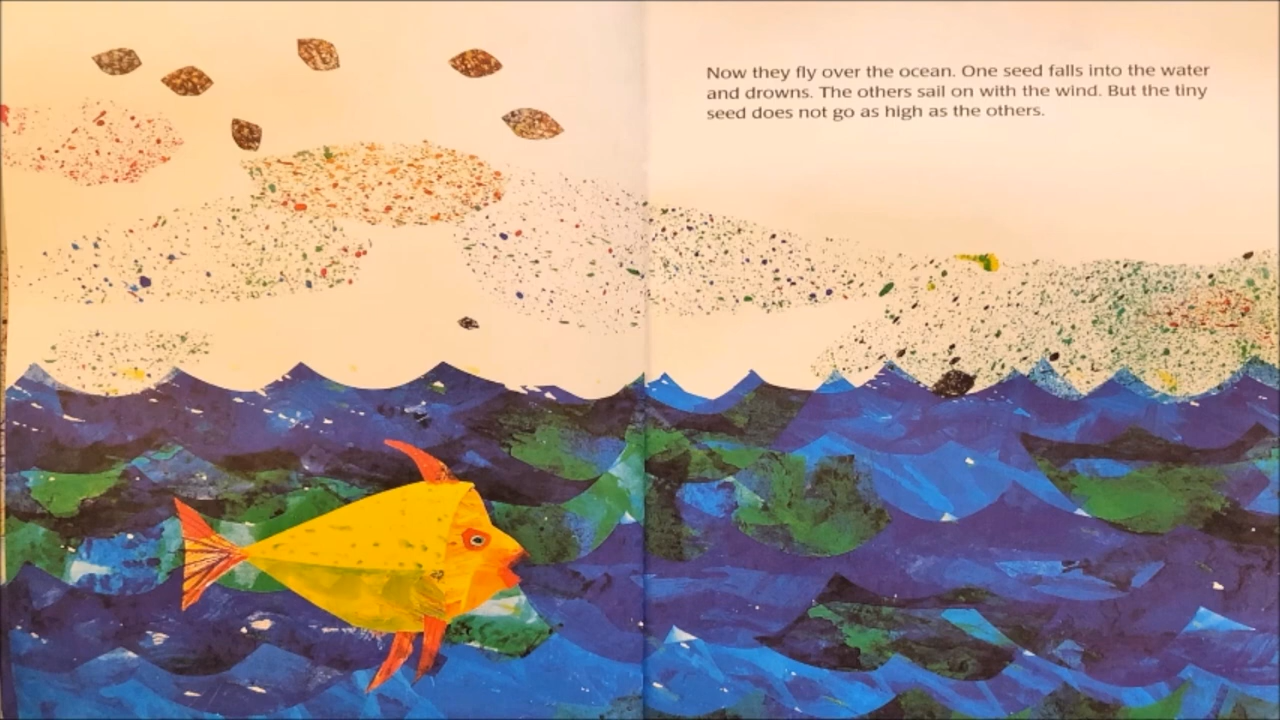 Now they fly over the ocean. One seed falls into the water
and drowns. The others sail on with the wind. But the tiny
seed does not go as high as the others.